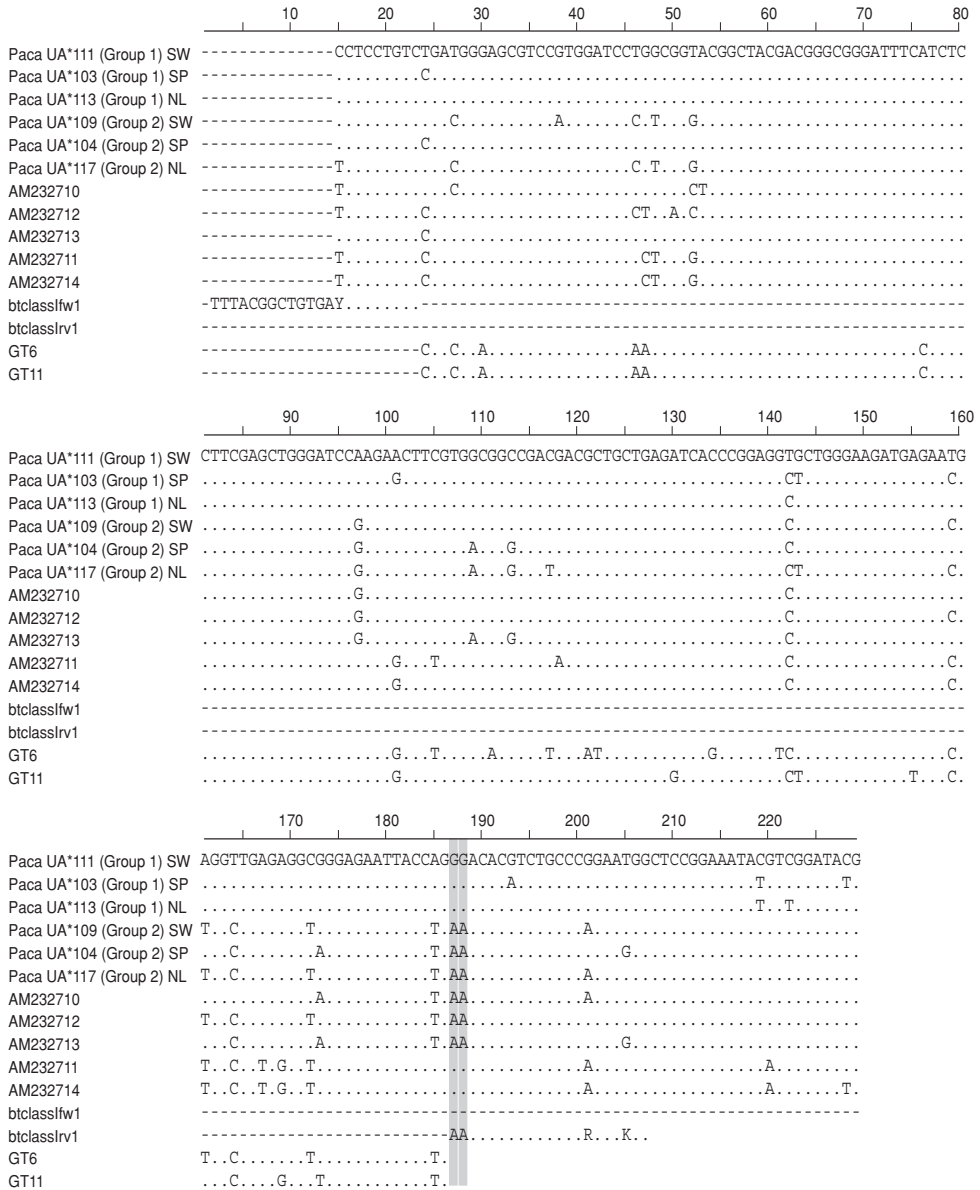 10 20 30 40 50 60 70 80
Paca UA*111 (Group 1) SW --------------CCTCCTGTCTGATGGGAGCGTCCGTGGATCCTGGCGGTACGGCTACGACGGGCGGGATTTCATCTC
Paca UA*103 (Group 1) SP --------------.........C........................................................
Paca UA*113 (Group 1) NL --------------..................................................................
Paca UA*109 (Group 2) SW --------------............C..........A.......C.T...G............................
Paca UA*104 (Group 2) SP --------------.........C........................................................
Paca UA*117 (Group 2) NL --------------T...........C..................C.T...G............................
AM232710 --------------T...........C........................CT...........................
AM232712 --------------T........C.....................CT..A.C............................
AM232713 --------------.........C........................................................
AM232711 --------------T........C......................CT...G............................
AM232714 --------------T........C......................CT...G............................
btclassIfw1 -TTTACGGCTGTGAY........---------------------------------------------------------
btclassIrv1 --------------------------------------------------------------------------------
GT6 -----------------------C..C..A...............AA............................C....
GT11 -----------------------C..C..A...............AA............................C....
90 100 110 120 130 140 150 160
Paca UA*111 (Group 1) SW CTTCGAGCTGGGATCCAAGAACTTCGTGGCGGCCGACGACGCTGCTGAGATCACCCGGAGGTGCTGGGAAGATGAGAATG
Paca UA*103 (Group 1) SP ....................G........................................CT...............C.
Paca UA*113 (Group 1) NL .............................................................C..................
Paca UA*109 (Group 2) SW ................G............................................C................C.
Paca UA*104 (Group 2) SP ................G...........A...G............................C..................
Paca UA*117 (Group 2) NL ................G...........A...G...T........................CT...............C.
AM232710 ................G............................................C..................
AM232712 ................G............................................C................C.
AM232713 ................G...........A...G............................C..................
AM232711 ....................G...T............A.......................C................C.
AM232714 ....................G........................................C................C.
btclassIfw1 --------------------------------------------------------------------------------
btclassIrv1 --------------------------------------------------------------------------------
GT6 ....................G...T.....A.....T...AT...........G......TC................C.
GT11 ....................G............................G...........CT...........T...C.
170 180 190 200 210 220
Paca UA*111 (Group 1) SW AGGTTGAGAGGCGGGAGAATTACCAGGGACACGTCTGCCCGGAATGGCTCCGGAAATACGTCGGATACG
Paca UA*103 (Group 1) SP ................................A.........................T........T.
Paca UA*113 (Group 1) NL ..........................................................T..T.......
Paca UA*109 (Group 2) SW T..C.......T............T.AA............A............................
Paca UA*104 (Group 2) SP ...C........A...........T.AA................G........................
Paca UA*117 (Group 2) NL T..C.......T............T.AA............A............................
AM232710 ............A...........T.AA............A............................
AM232712 T..C.......T............T.AA.........................................
AM232713 ...C........A...........T.AA................G........................
AM232711 T..C..T.G..T............................A..................A.........
AM232714 T..C..T.G..T............................A..................A.......T.
btclassIfw1 ---------------------------------------------------------------------
btclassIrv1 --------------------------AA............R...K..
GT6 T..C.......T............T.
GT11 ...C....G...T...........T.